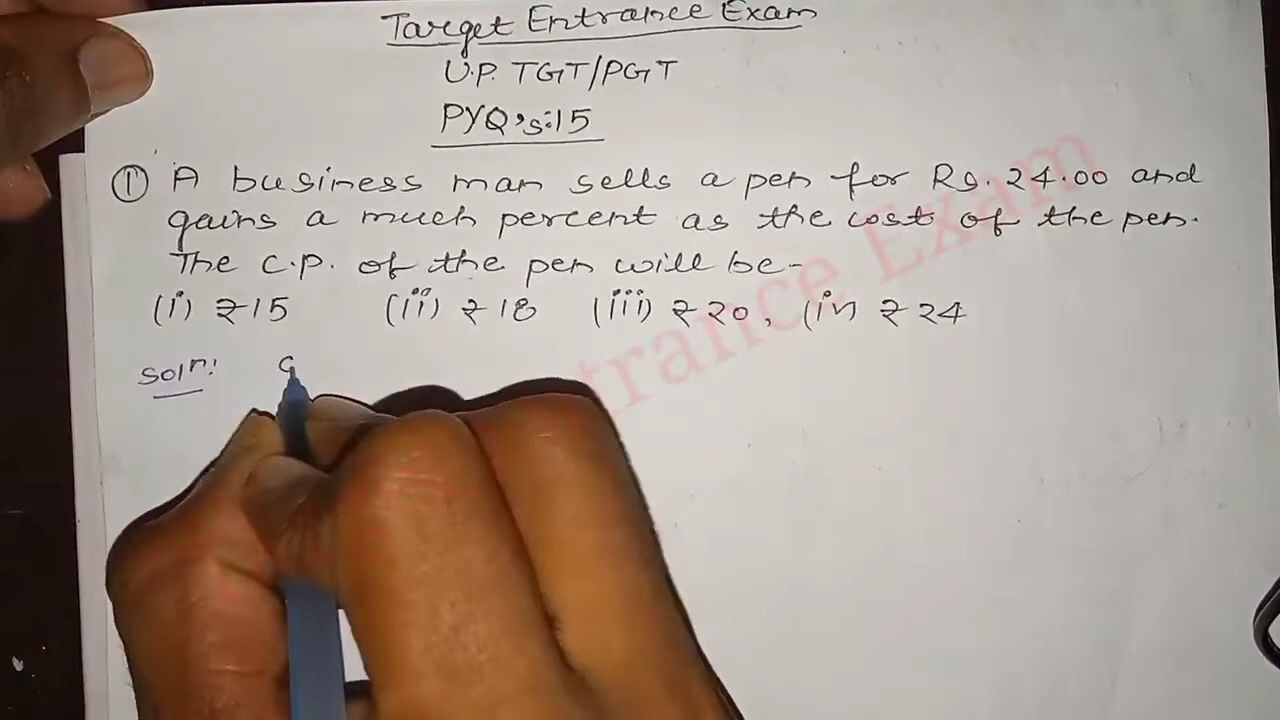 Target Entrance Exam
U.P. TGT/PGT
PYQ's:15
① A business man sells a pen for Rs. 24.00 and
gains a much percent as the cost of the pen.
The C.P. of the pen will be-
(i) ₹15 (ii) ₹18 (iii) ₹20, (iv) ₹24
Solⁿ:
trance Exam